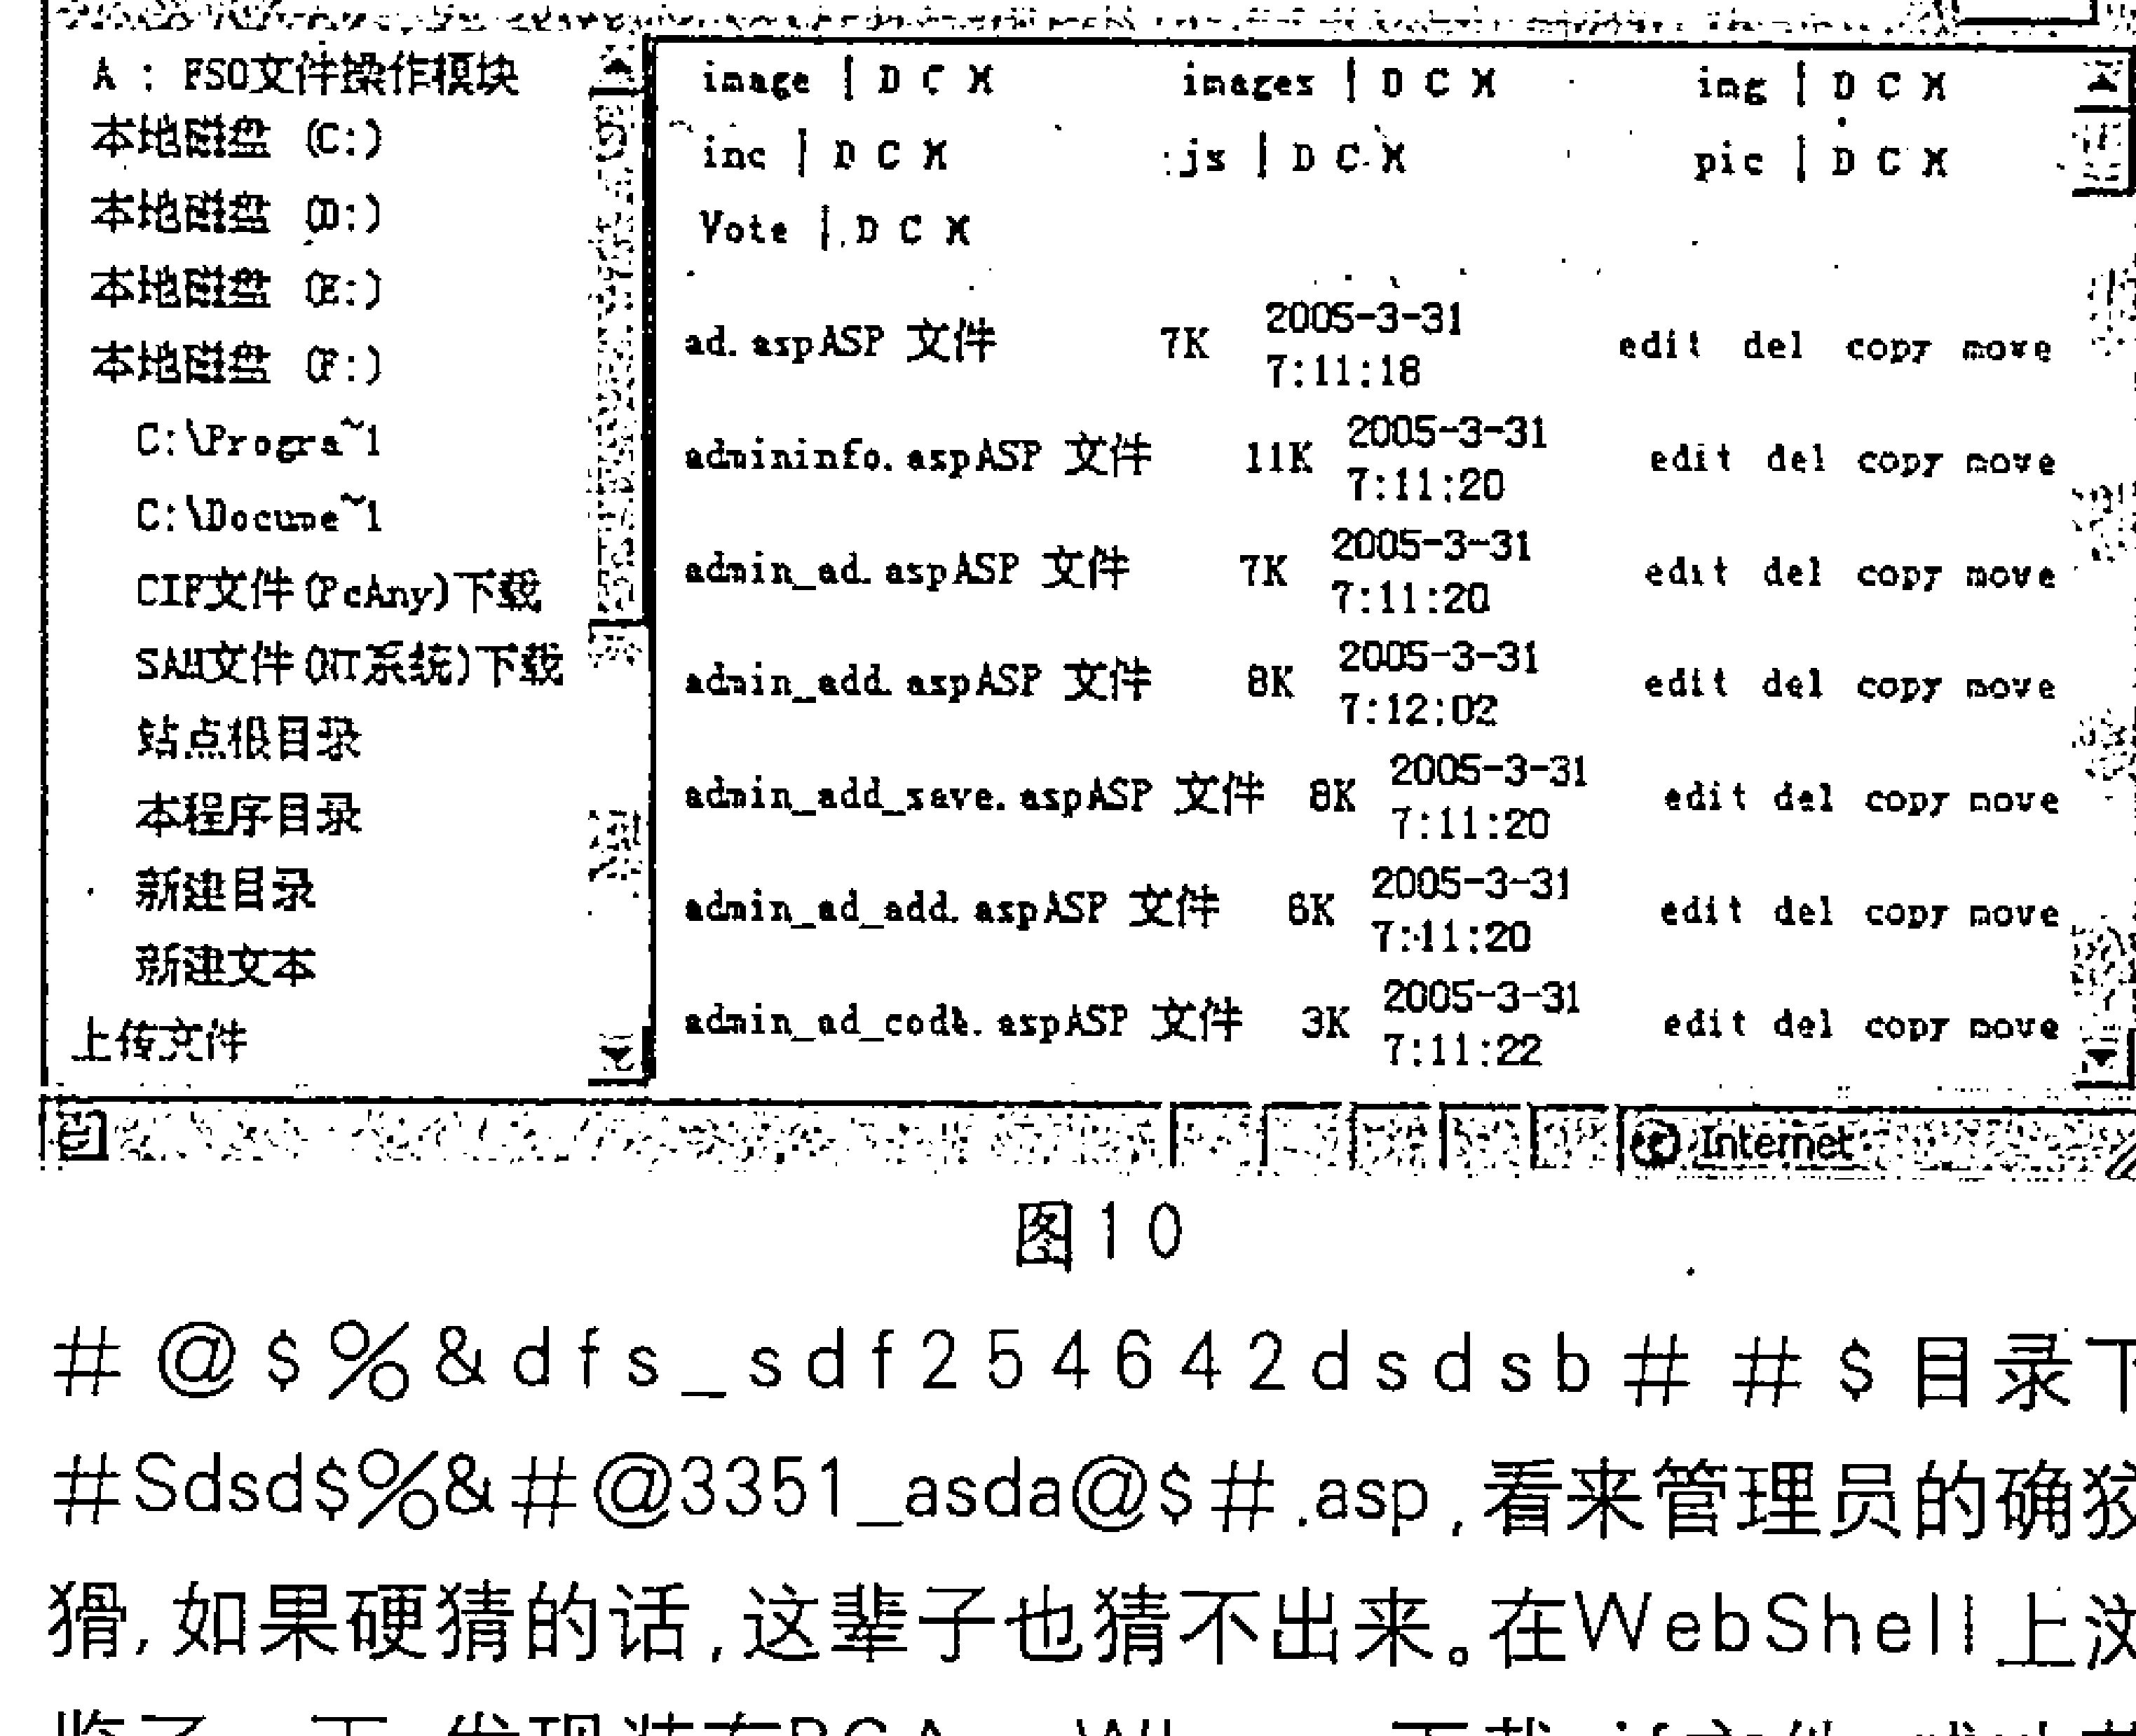 A : FSO文件操作模块
本地磁盘 (C:)
本地磁盘 (D:)
本地磁盘 (E:)
本地磁盘 (F:)
C:\Progra~1
C:\Docume~1
CIF文件(PcAny)下载
SAM文件(NT系统)下载
站点根目录
本程序目录
新建目录
新建文本
上传文件
image | D C M images | D C M img | D C M
inc | D C M js | D C M pic | D C M
Vote | D C M
ad.aspASP 文件 7K 2005-3-31 7:11:18 edit del copy move
admininfo.aspASP 文件 11K 2005-3-31 7:11:20 edit del copy move
admin_ad.aspASP 文件 7K 2005-3-31 7:11:20 edit del copy move
admin_add.aspASP 文件 8K 2005-3-31 7:12:02 edit del copy move
admin_add_save.aspASP 文件 8K 2005-3-31 7:11:20 edit del copy move
admin_ad_add.aspASP 文件 6K 2005-3-31 7:11:20 edit del copy move
admin_ad_code.aspASP 文件 3K 2005-3-31 7:11:22 edit del copy move
Internet
图10
#@$%&dfs_sdf254642dsdsb##$目录下
#Sdsd$%&#@3351_asda@$#.asp,看来管理员的确狡
猾,如果硬猜的话,这辈子也猜不出来。在WebShell上